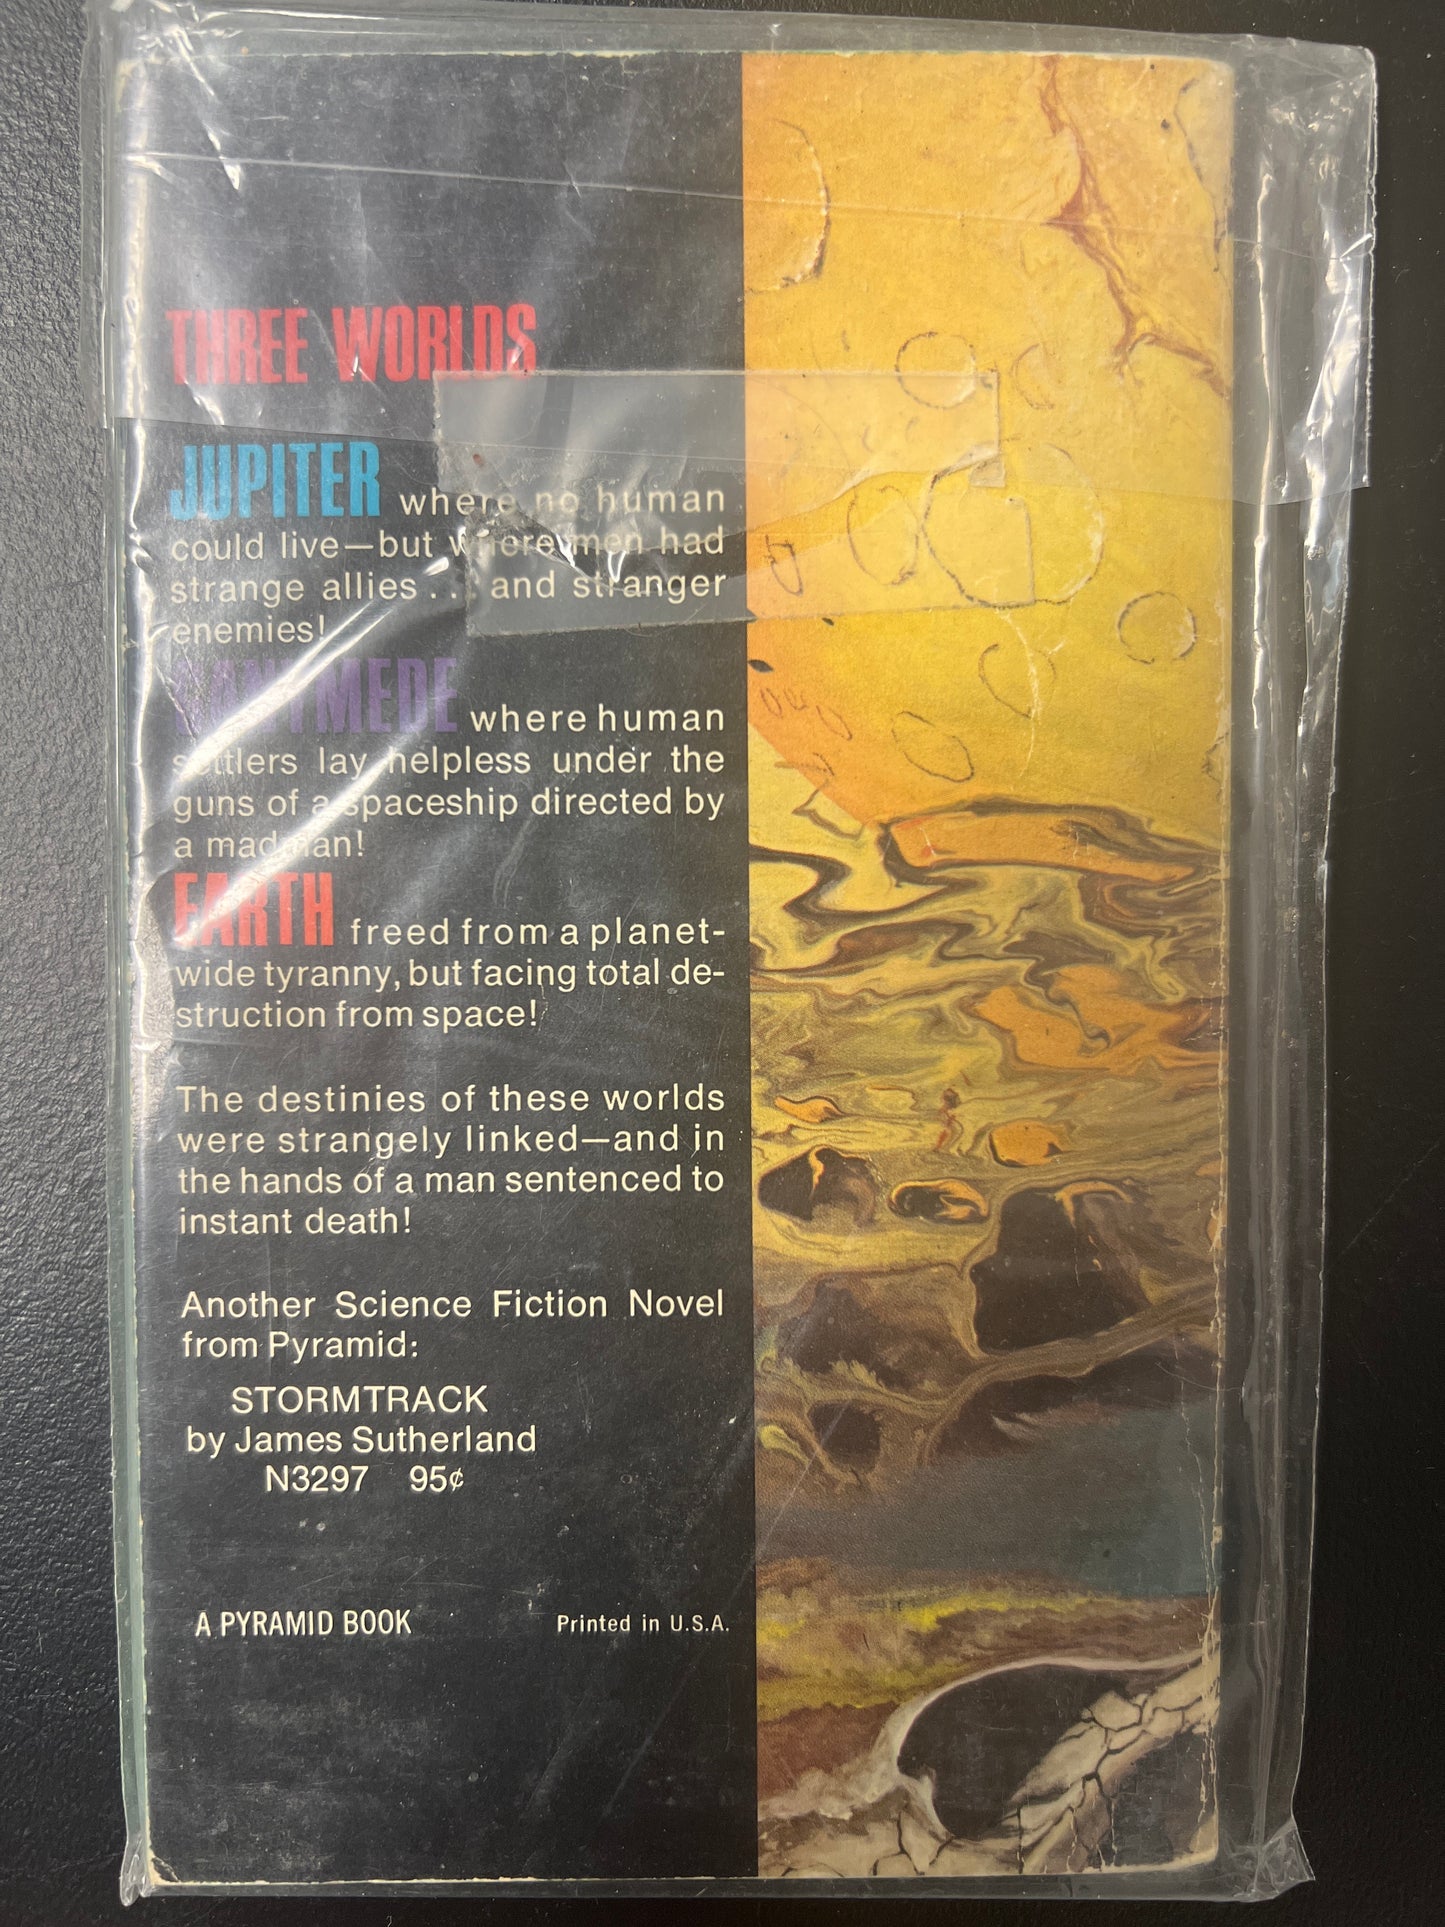 THREE WORLDS
JUPITER where no human
could live—but where men had
strange allies . . . and stranger
enemies!
GANYMEDE where human
settlers lay helpless under the
guns of a spaceship directed by
a madman!
EARTH freed from a planet-
wide tyranny, but facing total de-
struction from space!
The destinies of these worlds
were strangely linked—and in
the hands of a man sentenced to
instant death!
Another Science Fiction Novel
from Pyramid:
STORMTRACK
by James Sutherland
N3297 95¢
A PYRAMID BOOK Printed in U.S.A.